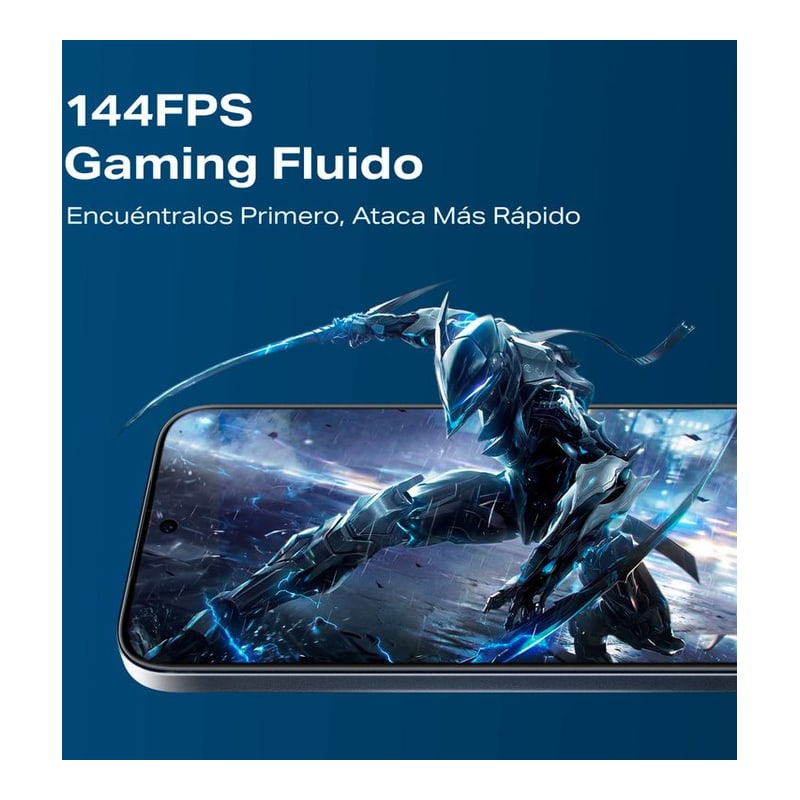 144FPS
Gaming Fluido
Encuéntralos Primero, Ataca Más Rápido